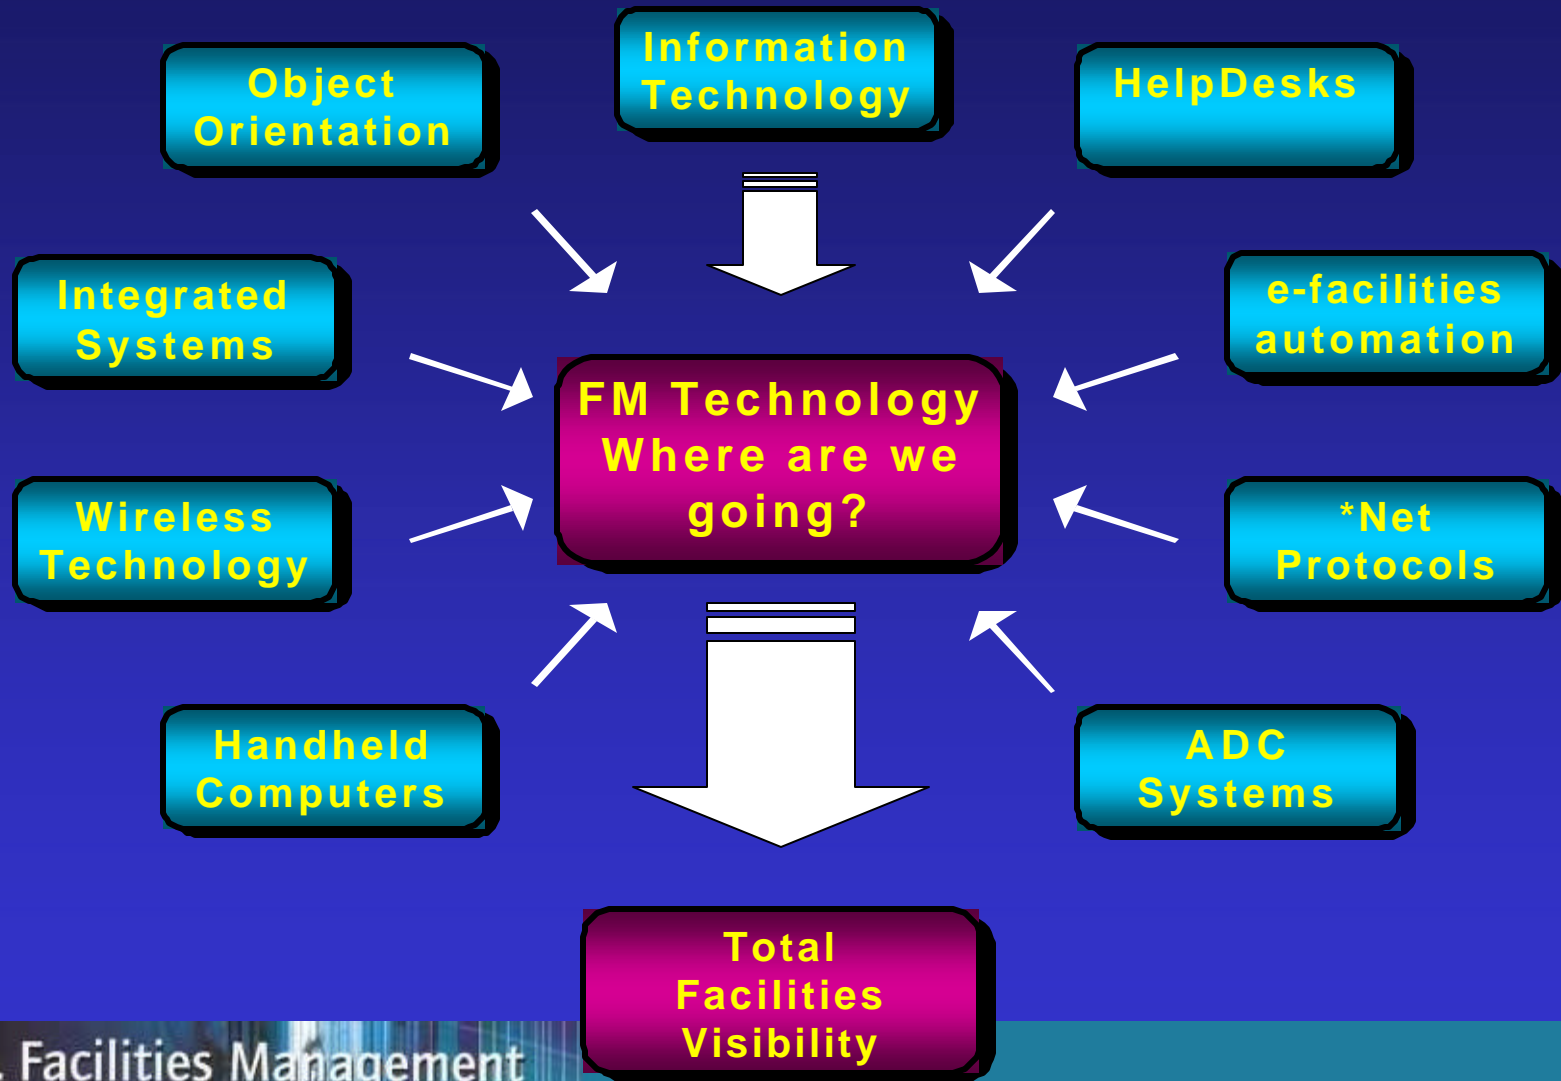 Information
Technology
Object
Orientation
HelpDesks
Integrated
Systems
e-facilities
automation
FM Technology
Where are we
going?
Wireless
Technology
*Net
Protocols
Handheld
Computers
ADC
Systems
Total
Facilities
Visibility
. Facilities Management